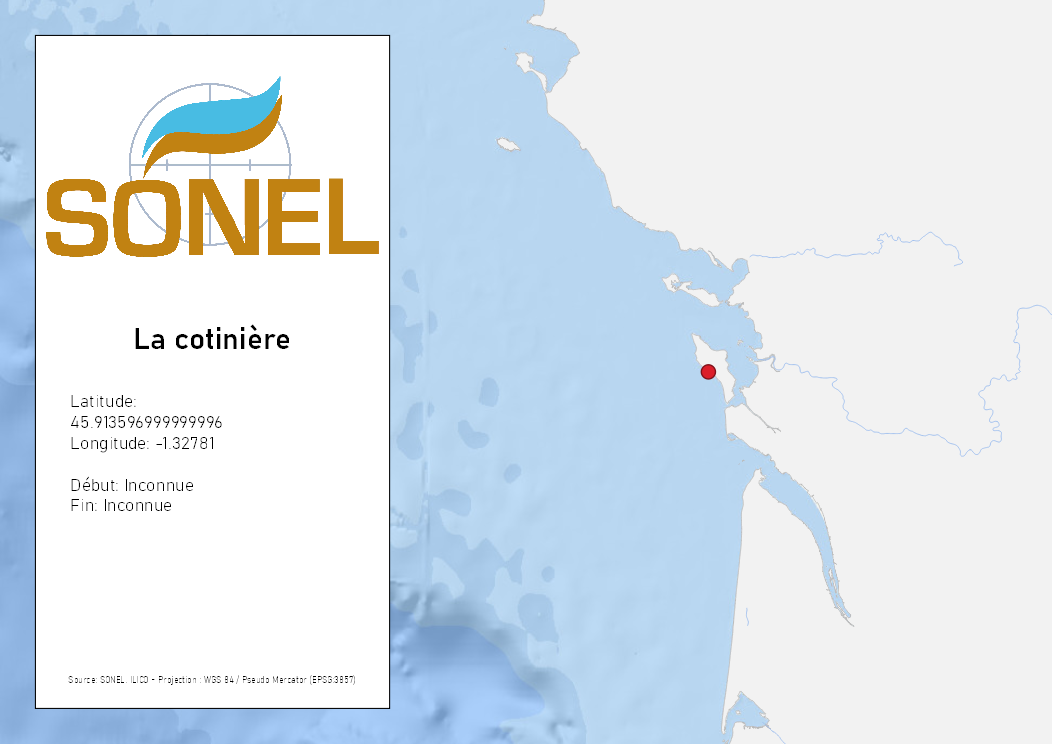 SONEL
La cotinière
Latitude:
45.913596999999996
Longitude: -1.32781
Début: Inconnue
Fin: Inconnue
Source: SONEL, ILICO - Projection : WGS 84 / Pseudo Mercator (EPSG:3857)